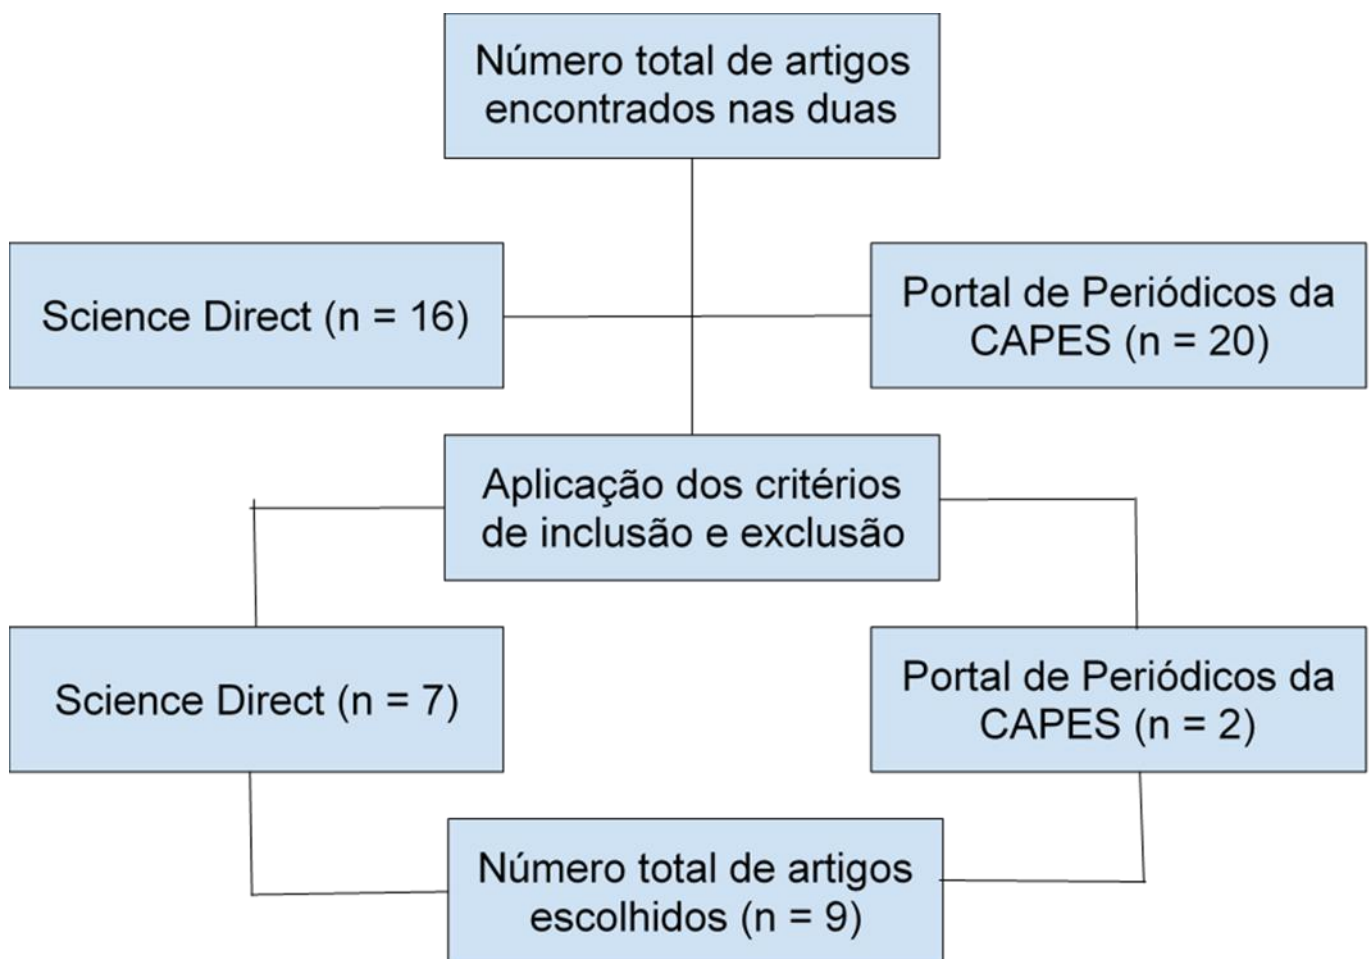 Número total de artigos
encontrados nas duas
Science Direct (n = 16)
Portal de Periódicos da
CAPES (n = 20)
Aplicação dos critérios
de inclusão e exclusão
Science Direct (n = 7)
Portal de Periódicos da
CAPES (n = 2)
Número total de artigos
escolhidos (n = 9)